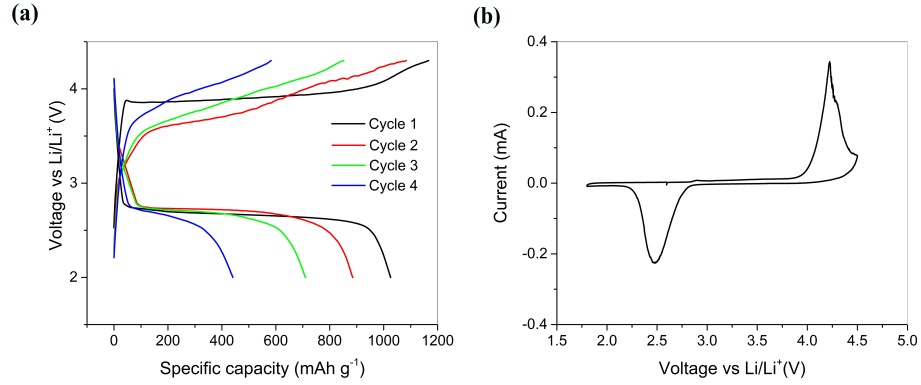 (a)
Voltage vs Li/Li⁺ (V)
4
3
2
Cycle 1
Cycle 2
Cycle 3
Cycle 4
0 200 400 600 800 1000 1200
Specific capacity (mAh g⁻¹)
(b)
Current (mA)
0.4
0.2
0.0
-0.2
-0.4
1.5 2.0 2.5 3.0 3.5 4.0 4.5 5.0
Voltage vs Li/Li⁺(V)